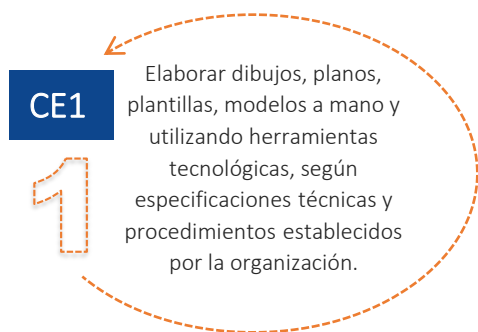 CE1
1
Elaborar dibujos, planos,
plantillas, modelos a mano y
utilizando herramientas
tecnológicas, según
especificaciones técnicas y
procedimientos establecidos
por la organización.